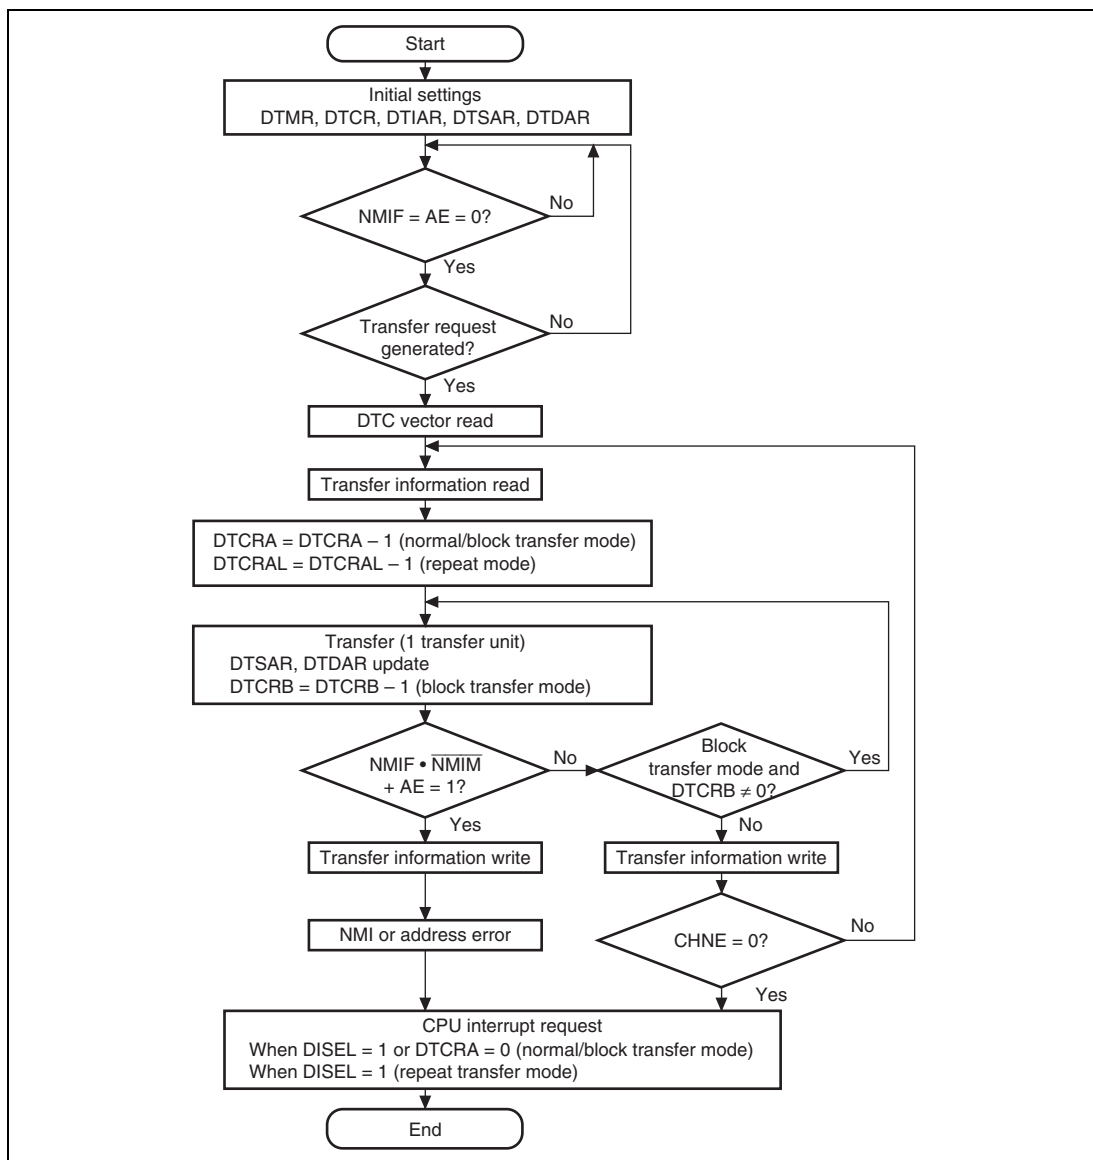 Start
Initial settings
DTMR, DTCR, DTIAR, DTSAR, DTDAR
NMIF = AE = 0?
No
Yes
Transfer request
generated?
No
Yes
DTC vector read
Transfer information read
DTCRA = DTCRA – 1 (normal/block transfer mode)
DTCRAL = DTCRAL – 1 (repeat mode)
Transfer (1 transfer unit)
DTSAR, DTDAR update
DTCRB = DTCRB – 1 (block transfer mode)
NMIF • N̅M̅I̅M̅
+ AE = 1?
No
Yes
Block
transfer mode and
DTCRB ≠ 0?
Yes
No
Transfer information write
Transfer information write
NMI or address error
CHNE = 0?
No
Yes
CPU interrupt request
When DISEL = 1 or DTCRA = 0 (normal/block transfer mode)
When DISEL = 1 (repeat transfer mode)
End